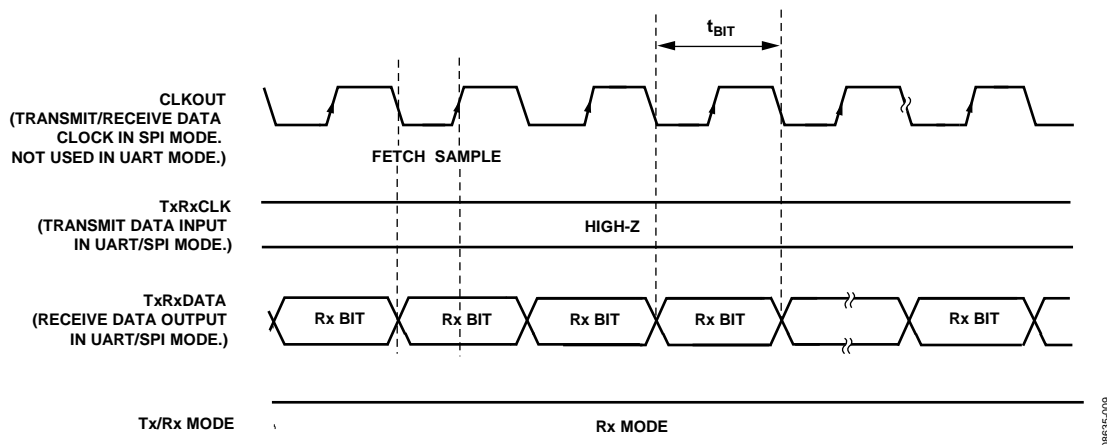 tBIT
CLKOUT
(TRANSMIT/RECEIVE DATA
CLOCK IN SPI MODE.
NOT USED IN UART MODE.)
FETCH SAMPLE
TxRxCLK
(TRANSMIT DATA INPUT
IN UART/SPI MODE.)
HIGH-Z
TxRxDATA
(RECEIVE DATA OUTPUT
IN UART/SPI MODE.)
Rx BIT Rx BIT Rx BIT Rx BIT Rx BIT
Tx/Rx MODE
Rx MODE
08635-009